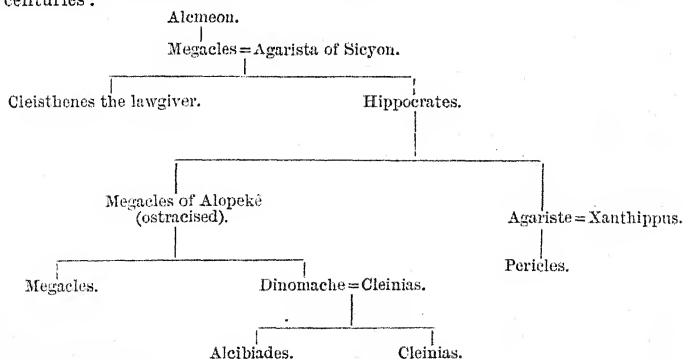 centuries:
Alcmeon.
Megacles=Agarista of Sicyon.
Cleisthenes the lawgiver. Hippocrates.
Megacles of Alopekê
(ostracised).
Agariste=Xanthippus.
Megacles. Dinomache=Cleinias.
Pericles.
Alcibiades. Cleinias.